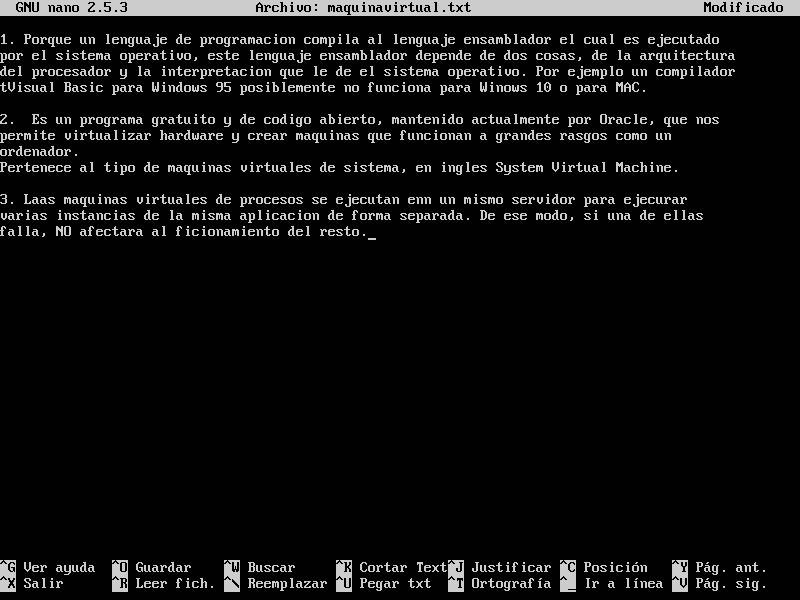 GNU nano 2.5.3 Archivo: maquinavirtual.txt Modificado
1. Porque un lenguaje de programacion compila al lenguaje ensamblador el cual es ejecutado
por el sistema operativo, este lenguaje ensamblador depende de dos cosas, de la arquitectura
del procesador y la interpretacion que le de el sistema operativo. Por ejemplo un compilador
tVisual Basic para Windows 95 posiblemente no funciona para Winows 10 o para MAC.
2.  Es un programa gratuito y de codigo abierto, mantenido actualmente por Oracle, que nos
permite virtualizar hardware y crear maquinas que funcionan a grandes rasgos como un
ordenador.
Pertenece al tipo de maquinas virtuales de sistema, en ingles System Virtual Machine.
3. Laas maquinas virtuales de procesos se ejecutan enn un mismo servidor para ejecurar
varias instancias de la misma aplicacion de forma separada. De ese modo, si una de ellas
falla, NO afectara al ficionamiento del resto._
^G Ver ayuda ^O Guardar ^W Buscar ^K Cortar Text ^J Justificar ^C Posición ^Y Pág. ant.
^X Salir ^R Leer fich. ^\ Reemplazar ^U Pegar txt ^T Ortografía ^_ Ir a línea ^V Pág. sig.